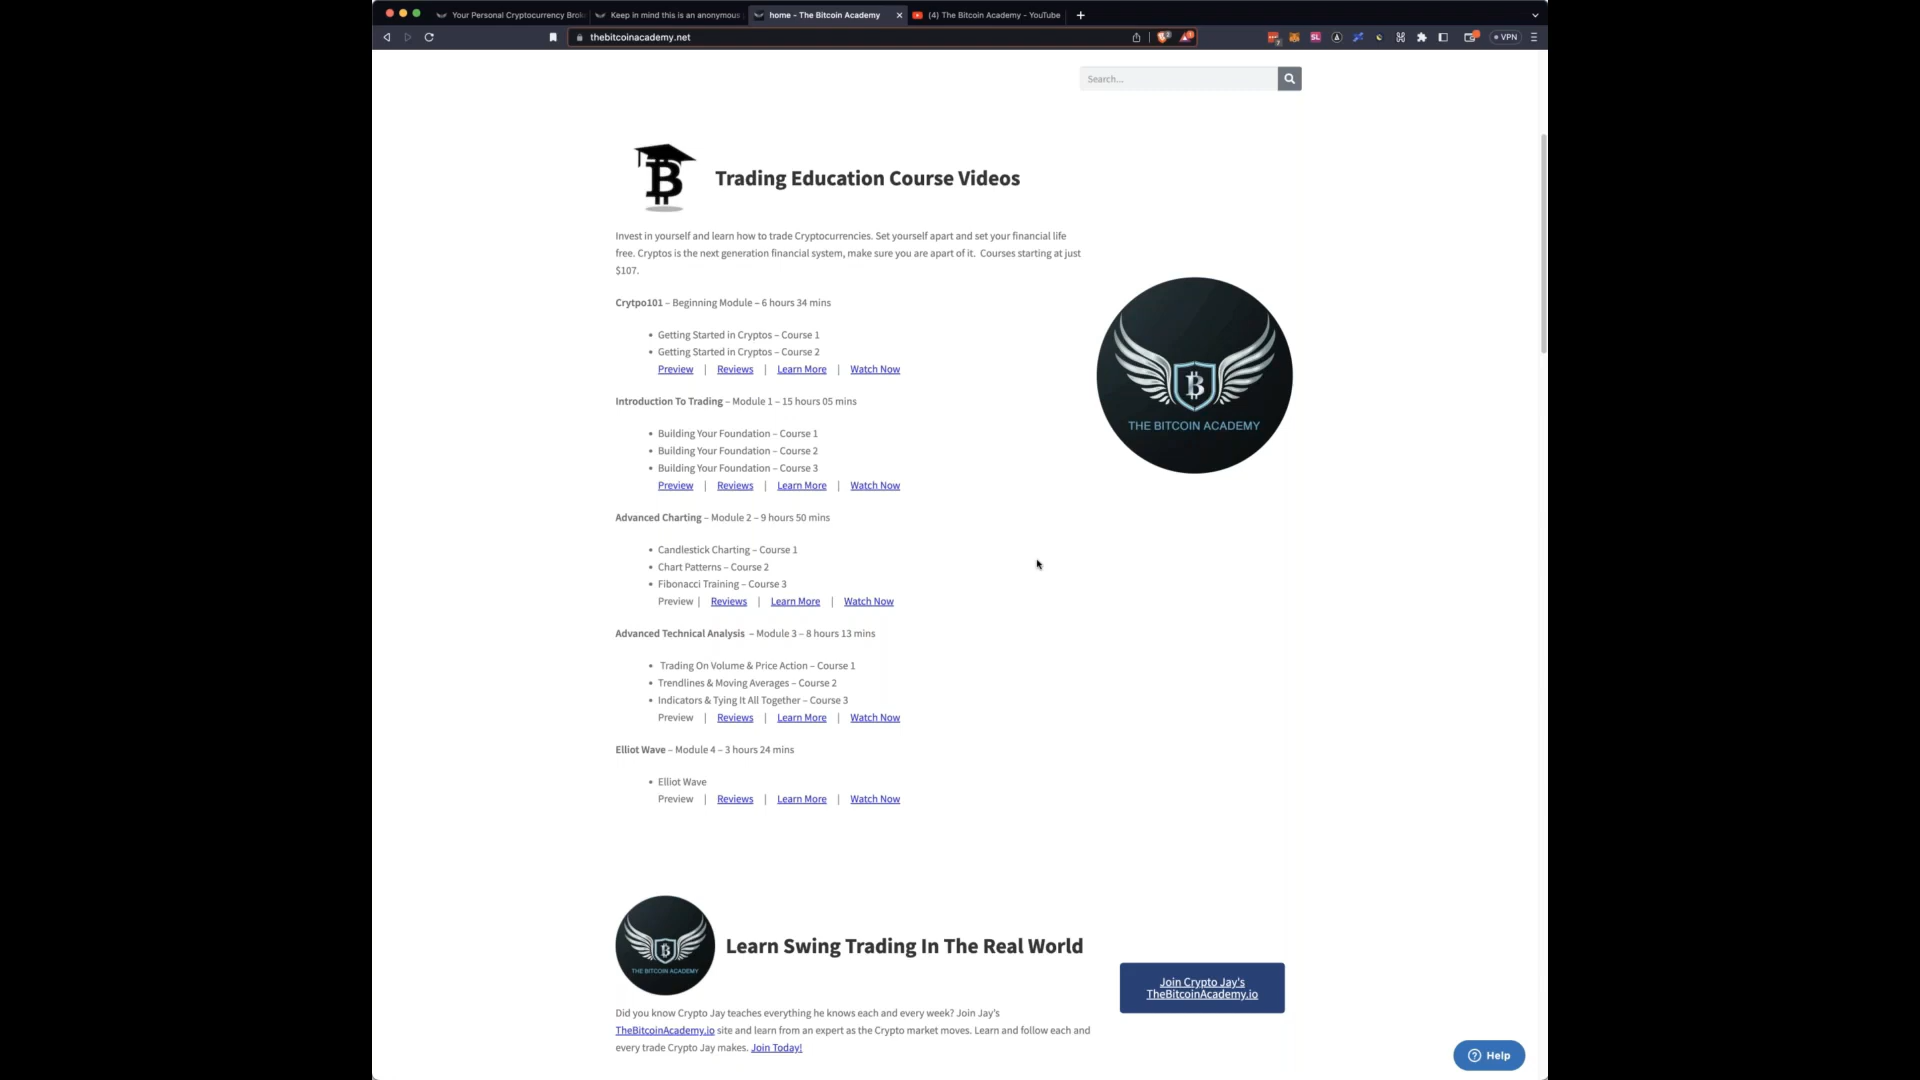 Your Personal Cryptocurrency Brok
Keep in mind this is an anonymous
home - The Bitcoin Academy
(4) The Bitcoin Academy - YouTube
thebitcoinacademy.net
VPN
Search...
Trading Education Course Videos
Invest in yourself and learn how to trade Cryptocurrencies. Set yourself apart and set your financial life
free. Cryptos is the next generation financial system, make sure you are apart of it. Courses starting at just
$107.
Crytpo101 – Beginning Module – 6 hours 34 mins
• Getting Started in Cryptos – Course 1
• Getting Started in Cryptos – Course 2
Preview | Reviews | Learn More | Watch Now
Introduction To Trading – Module 1 – 15 hours 05 mins
• Building Your Foundation – Course 1
• Building Your Foundation – Course 2
• Building Your Foundation – Course 3
Preview | Reviews | Learn More | Watch Now
THE BITCOIN ACADEMY
Advanced Charting – Module 2 – 9 hours 50 mins
• Candlestick Charting – Course 1
• Chart Patterns – Course 2
• Fibonacci Training – Course 3
Preview | Reviews | Learn More | Watch Now
Advanced Technical Analysis – Module 3 – 8 hours 13 mins
• Trading On Volume & Price Action – Course 1
• Trendlines & Moving Averages – Course 2
• Indicators & Tying It All Together – Course 3
Preview | Reviews | Learn More | Watch Now
Elliot Wave – Module 4 – 3 hours 24 mins
• Elliot Wave
Preview | Reviews | Learn More | Watch Now
THE BITCOIN ACADEMY
Learn Swing Trading In The Real World
Join Crypto Jay's
TheBitcoinAcademy.io
Did you know Crypto Jay teaches everything he knows each and every week? Join Jay's
TheBitcoinAcademy.io site and learn from an expert as the Crypto market moves. Learn and follow each and
every trade Crypto Jay makes. Join Today!
Help